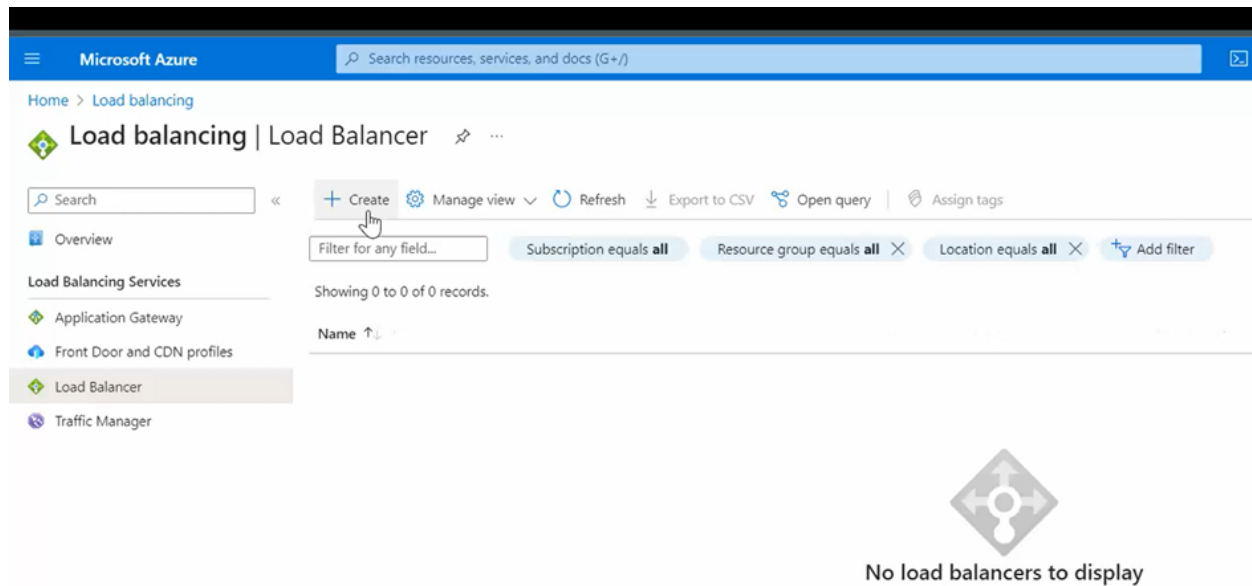 Microsoft Azure
Search resources, services, and docs (G+/)
Home > Load balancing
Load balancing | Load Balancer
Search
Overview
Load Balancing Services
Application Gateway
Front Door and CDN profiles
Load Balancer
Traffic Manager
Create Manage view Refresh Export to CSV Open query Assign tags
Filter for any field... Subscription equals all Resource group equals all Location equals all Add filter
Showing 0 to 0 of 0 records.
Name
No load balancers to display